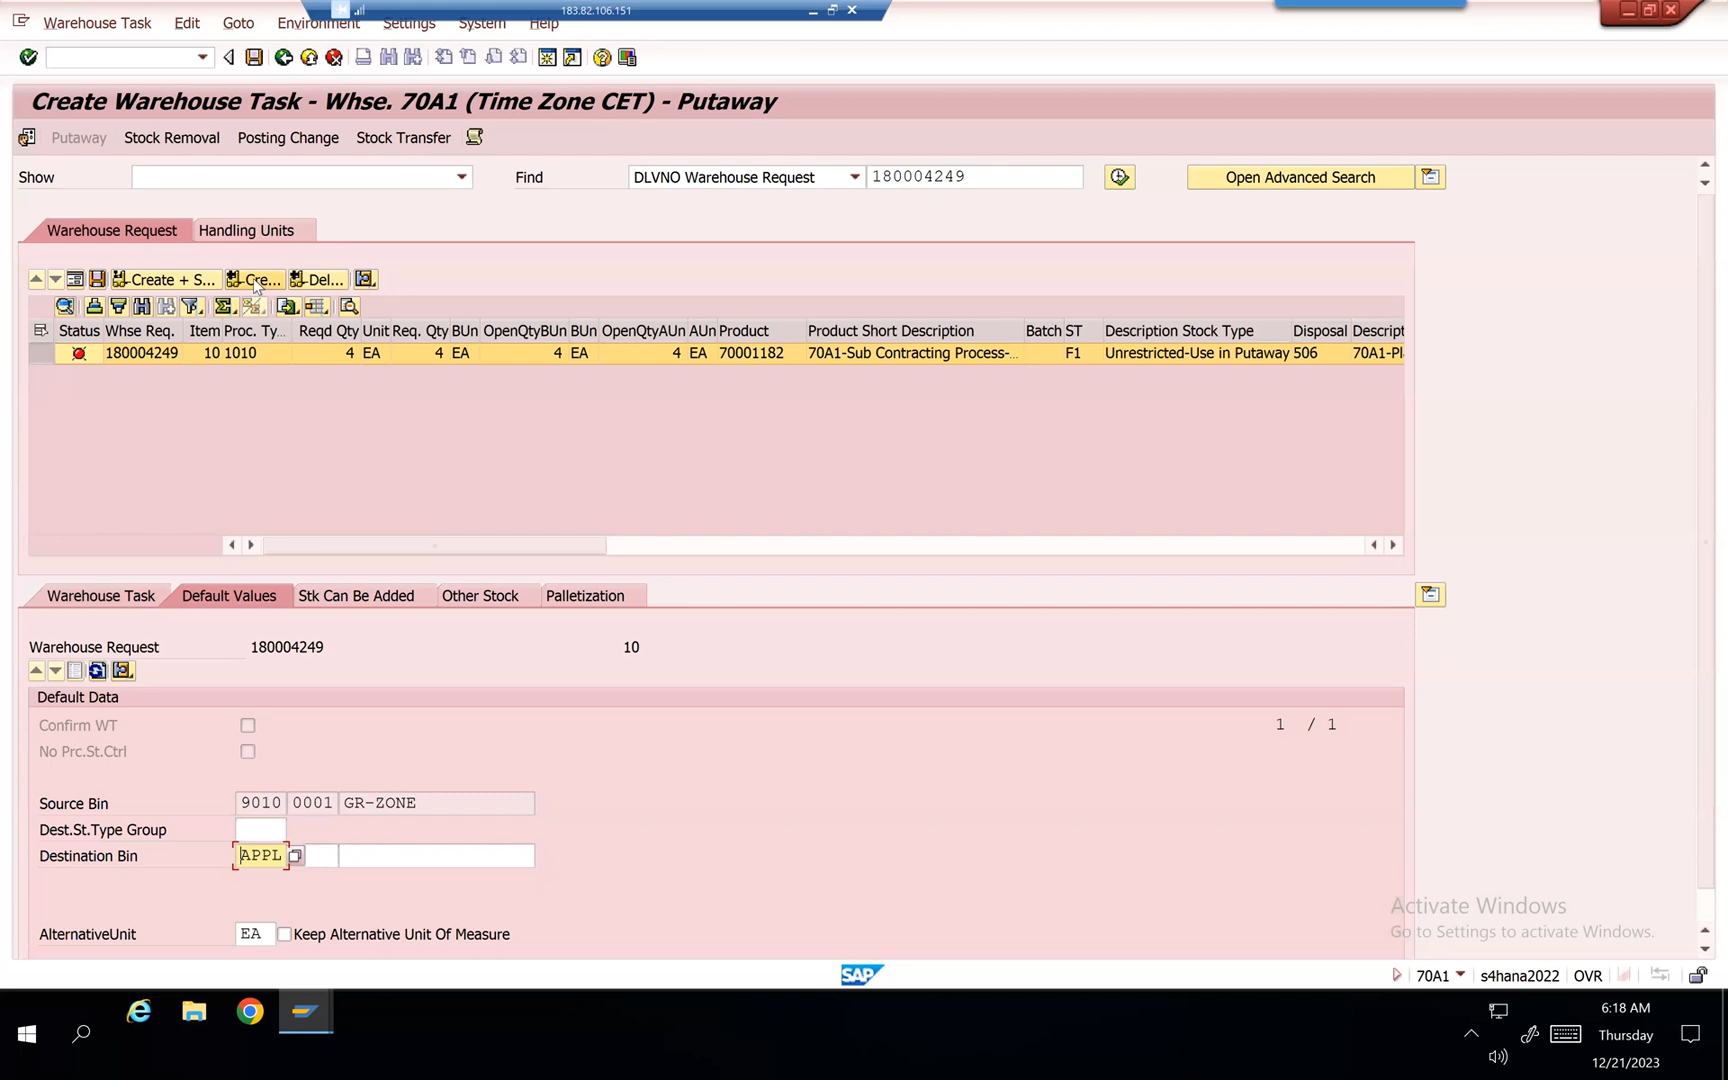 183.82.106.151
Warehouse Task Edit Goto Environment Settings System Help
Create Warehouse Task - Whse. 70A1 (Time Zone CET) - Putaway
Putaway Stock Removal Posting Change Stock Transfer
Show Find DLVNO Warehouse Request 180004249 Open Advanced Search
Warehouse Request Handling Units
Create + S... Cre... Del...
Status Whse Req. Item Proc. Ty... Reqd Qty Unit Req. Qty BUn OpenQtyBUn BUn OpenQtyAUn AUn Product Product Short Description Batch ST Description Stock Type Disposal Descript
180004249 10 1010 4 EA 4 EA 4 EA 4 EA 70001182 70A1-Sub Contracting Process-... F1 Unrestricted-Use in Putaway 506 70A1-Pl
Warehouse Task Default Values Stk Can Be Added Other Stock Palletization
Warehouse Request 180004249 10
Default Data
Confirm WT 1 / 1
No Prc.St.Ctrl
Source Bin 9010 0001 GR-ZONE
Dest.St.Type Group
Destination Bin APPL
AlternativeUnit EA Keep Alternative Unit Of Measure
Activate Windows
Go to Settings to activate Windows.
SAP 70A1 s4hana2022 OVR
6:18 AM
Thursday
12/21/2023